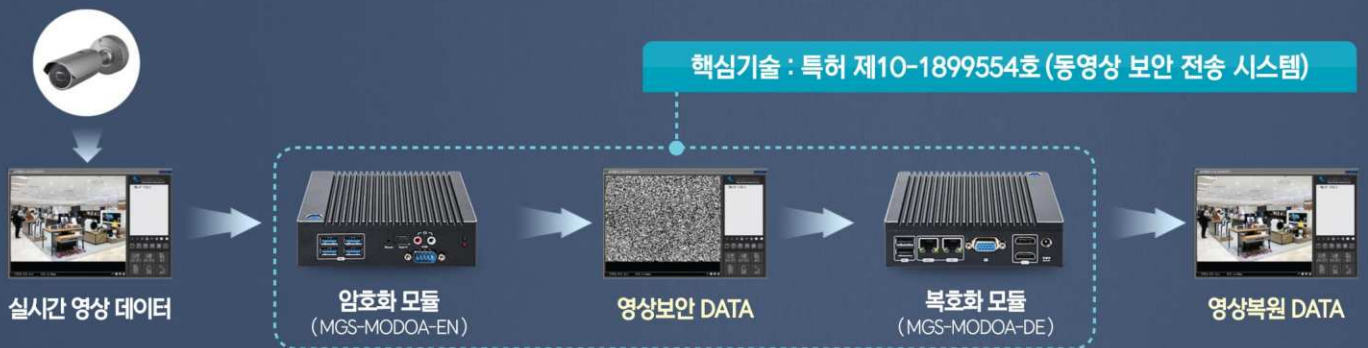 핵심기술 : 특허 제10-1899554호 (동영상 보안 전송 시스템)
실시간 영상 데이터
암호화 모듈
(MGS-MODOA-EN)
영상보안 DATA
복호화 모듈
(MGS-MODOA-DE)
영상복원 DATA